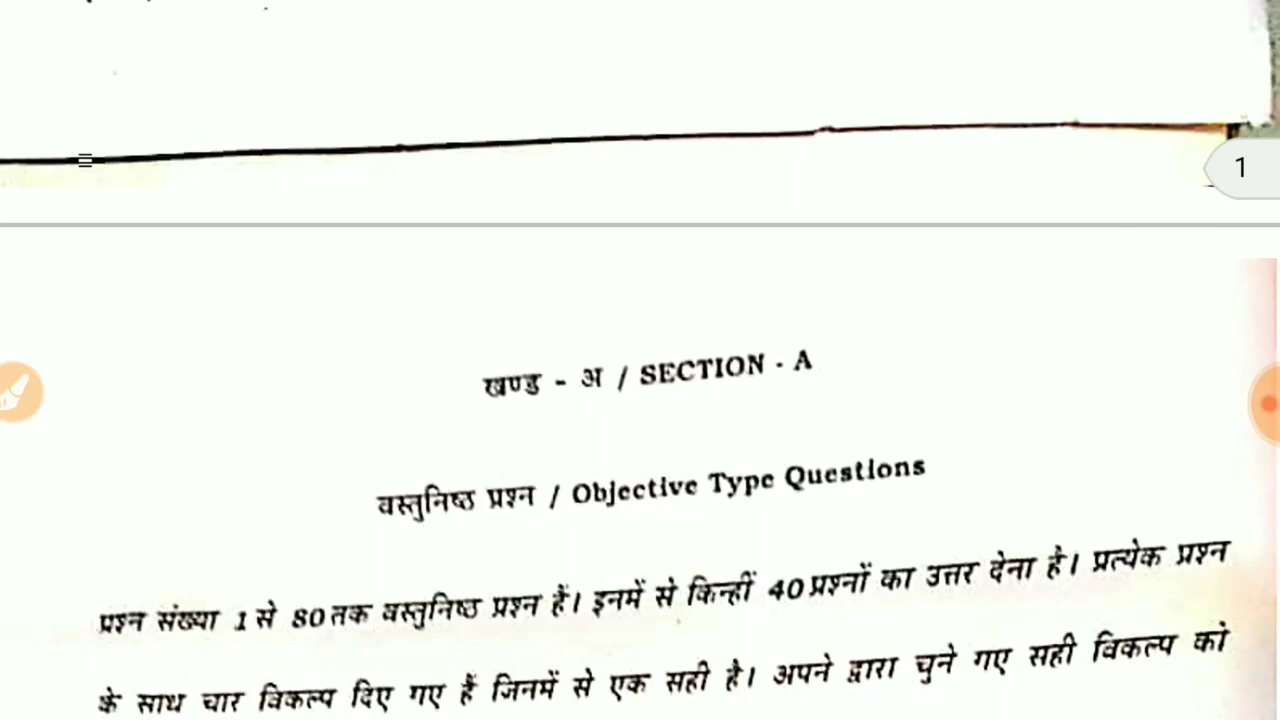 1
खण्ड - अ / SECTION - A
वस्तुनिष्ठ प्रश्न / Objective Type Questions
प्रश्न संख्या 1 से 80 तक वस्तुनिष्ठ प्रश्न हैं। इनमें से किन्हीं 40 प्रश्नों का उत्तर देना है। प्रत्येक प्रश्न
के साथ चार विकल्प दिए गए हैं जिनमें से एक सही है। अपने द्वारा चुने गए सही विकल्प को